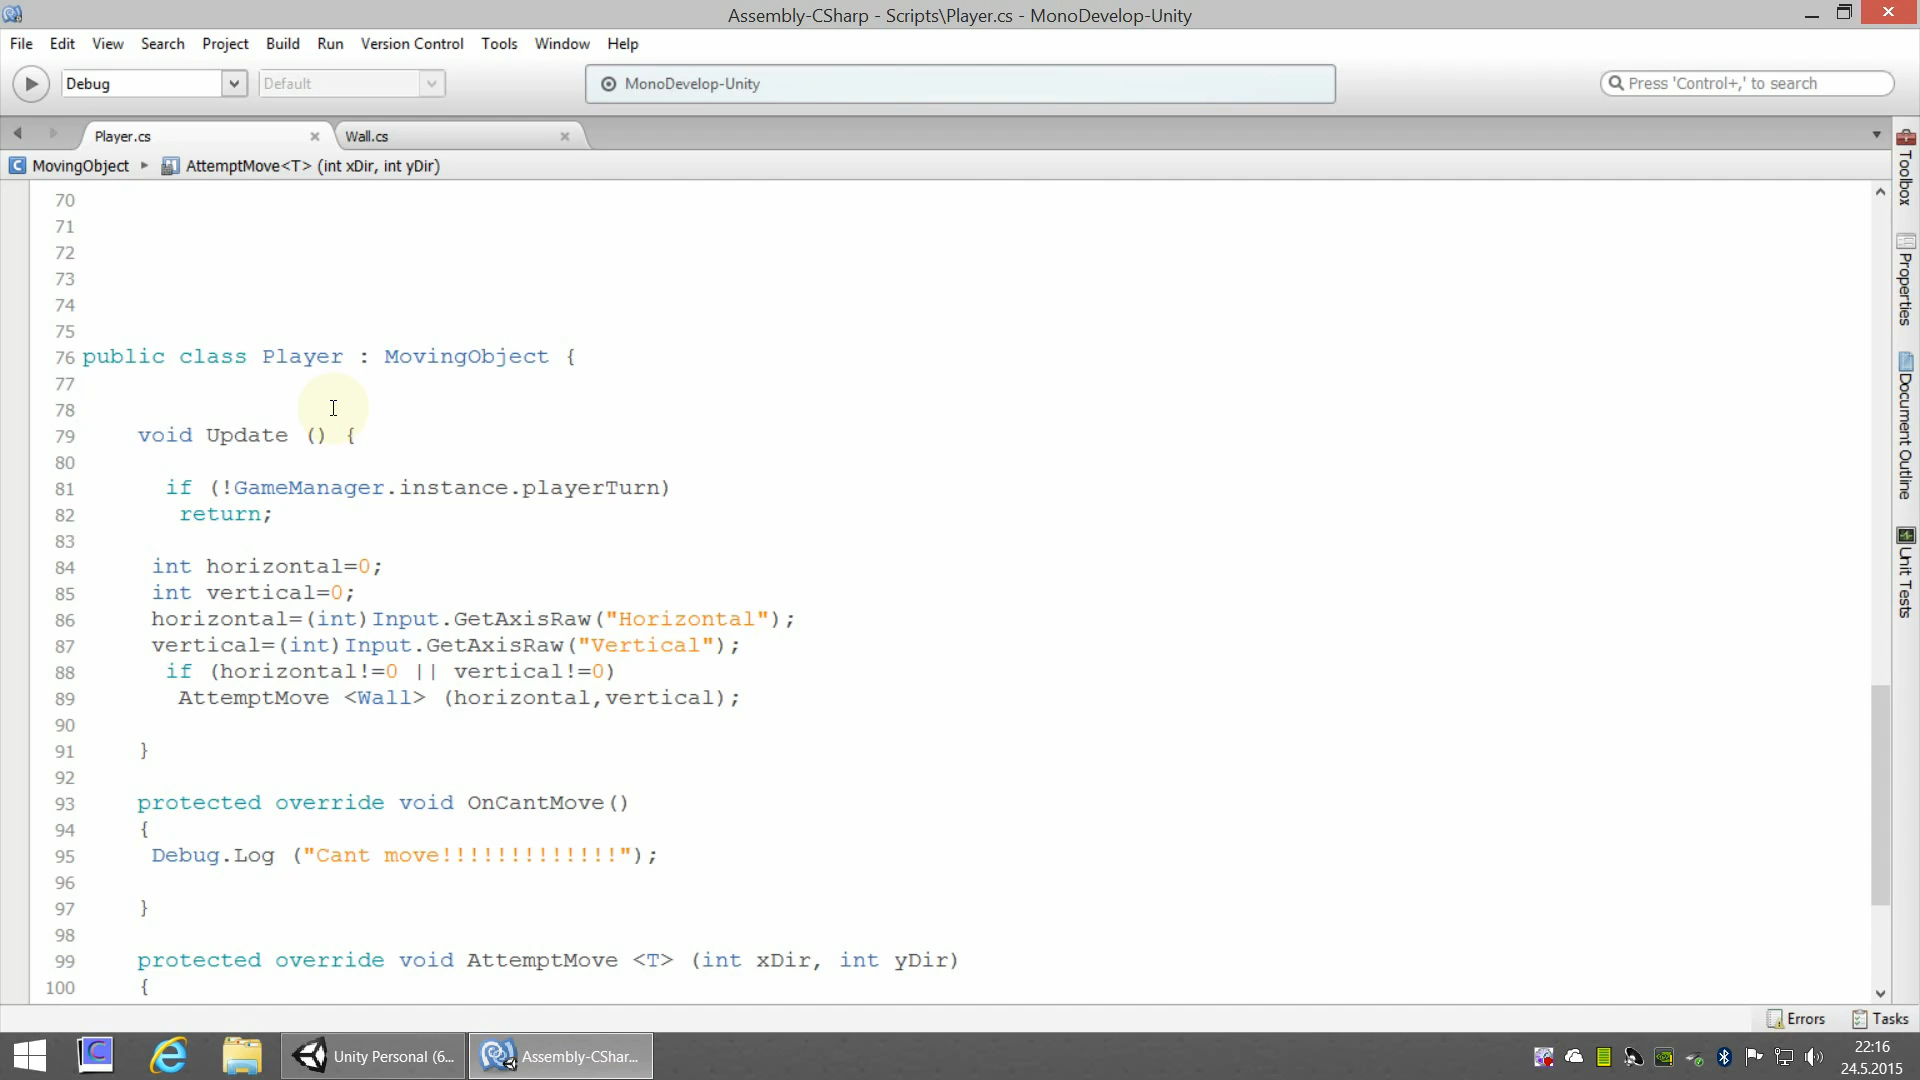 Assembly-CSharp - Scripts\Player.cs - MonoDevelop-Unity
File Edit View Search Project Build Run Version Control Tools Window Help
Debug Default MonoDevelop-Unity Press 'Control+,' to search
Player.cs Wall.cs
MovingObject AttemptMove<T> (int xDir, int yDir)
Toolbox
Properties
Document Outline
Unit Tests
70
71
72
73
74
75
76 public class Player : MovingObject {
77
78
79 void Update () {
80
81 if (!GameManager.instance.playerTurn)
82 return;
83
84 int horizontal=0;
85 int vertical=0;
86 horizontal=(int)Input.GetAxisRaw("Horizontal");
87 vertical=(int)Input.GetAxisRaw("Vertical");
88 if (horizontal!=0 || vertical!=0)
89 AttemptMove <Wall> (horizontal,vertical);
90
91 }
92
93 protected override void OnCantMove()
94 {
95 Debug.Log ("Cant move!!!!!!!!!!!!!");
96
97 }
98
99 protected override void AttemptMove <T> (int xDir, int yDir)
100 {
Errors Tasks
Unity Personal (6... Assembly-CShar... 22:16
24.5.2015